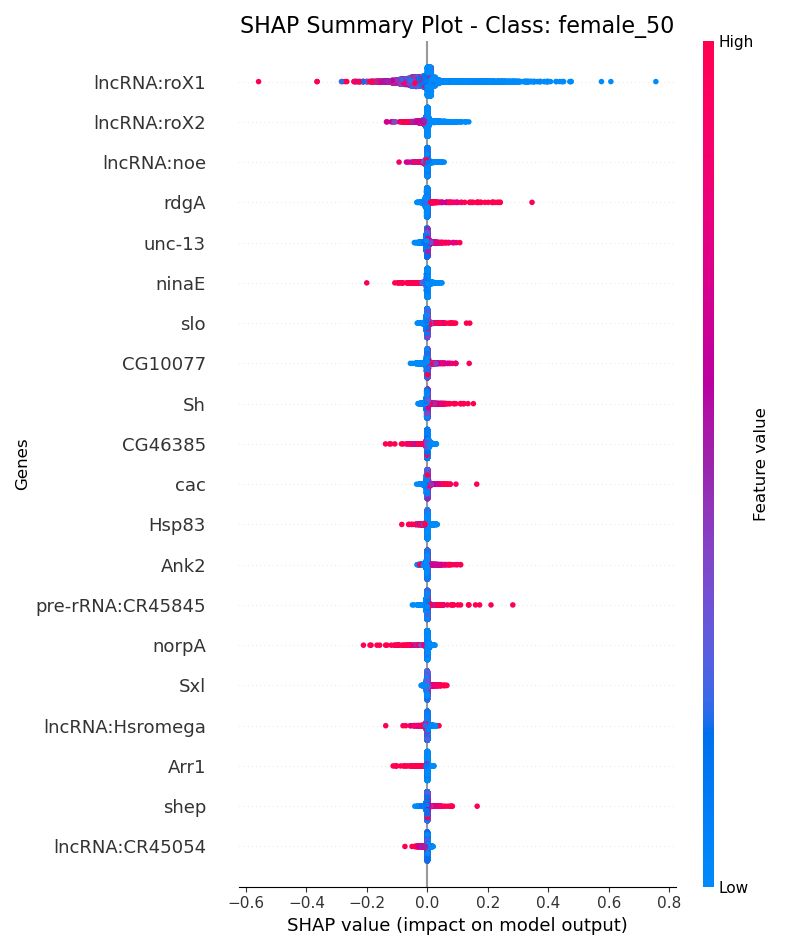 SHAP Summary Plot - Class: female_50
High
lncRNA:roX1
lncRNA:roX2
lncRNA:noe
rdgA
unc-13
ninaE
slo
CG10077
Sh
CG46385
cac
Hsp83
Ank2
pre-rRNA:CR45845
norpA
Sxl
lncRNA:Hsromega
Arr1
shep
lncRNA:CR45054
Genes
Feature value
Low
−0.6 −0.4 −0.2 0.0 0.2 0.4 0.6 0.8
SHAP value (impact on model output)